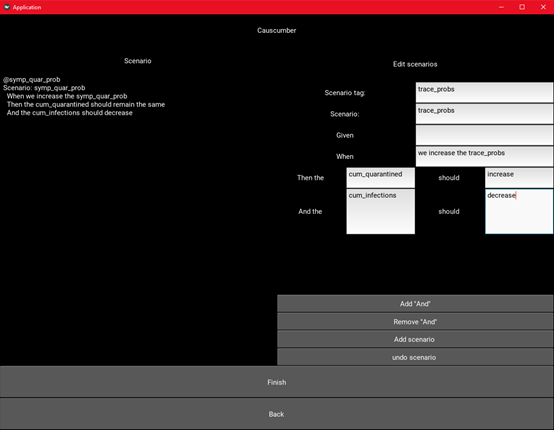 Application
Causcumber
Scenario
@symp_quar_prob
Scenario: symp_quar_prob
When we increase the symp_quar_prob
Then the cum_quarantined should remain the same
And the cum_infections should decrease
Edit scenarios
Scenario tag: trace_probs
Scenario: trace_probs
Given
When we increase the trace_probs
Then the cum_quarantined should increase
And the cum_infections should decrease
Add "And"
Remove "And"
Add scenario
undo scenario
Finish
Back